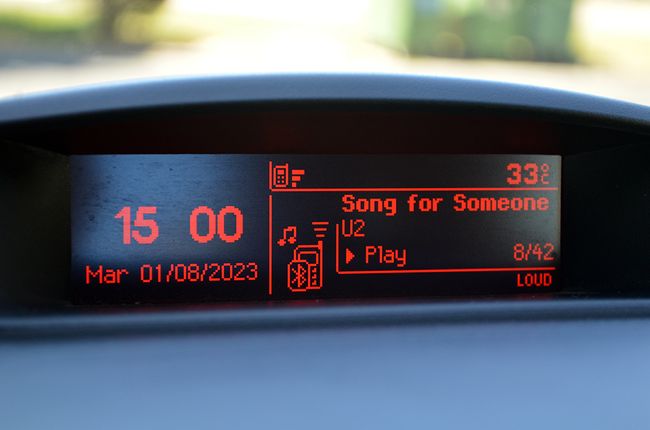 15 00
Mar 01/08/2023
33°C
Song for Someone
U2
Play 8/42
LOUD